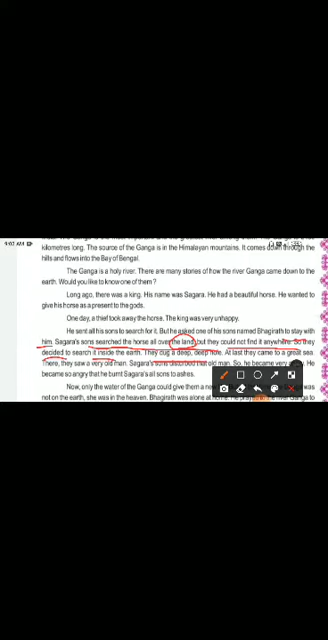 4:02 AM
kilometres long. The source of the Ganga is in the Himalayan mountains. It comes down through the
hills and flows into the Bay of Bengal.
The Ganga is a holy river. There are many stories of how the river Ganga came down to the
earth. Would you like to know one of them?
Long ago, there was a king. His name was Sagara. He had a beautiful horse. He wanted to
give his horse as a present to the gods.
One day, a thief took away the horse. The king was very unhappy.
He sent all his sons to search for it. But he asked one of his sons named Bhagirath to stay with
him. Sagara's sons searched the horse all over the land, but they could not find it anywhere. So they
decided to search it inside the earth. They dug a deep, deep hole. At last they came to a great sea
There, they saw a very old man. Sagara's sons disturbed that old man. So, he became very angry. He
became so angry that he burnt Sagara's all sons to ashes.
Now, only the water of the Ganga could give them a new was
not on the earth, she was in the heaven. Bhagirath was alone at home. He to